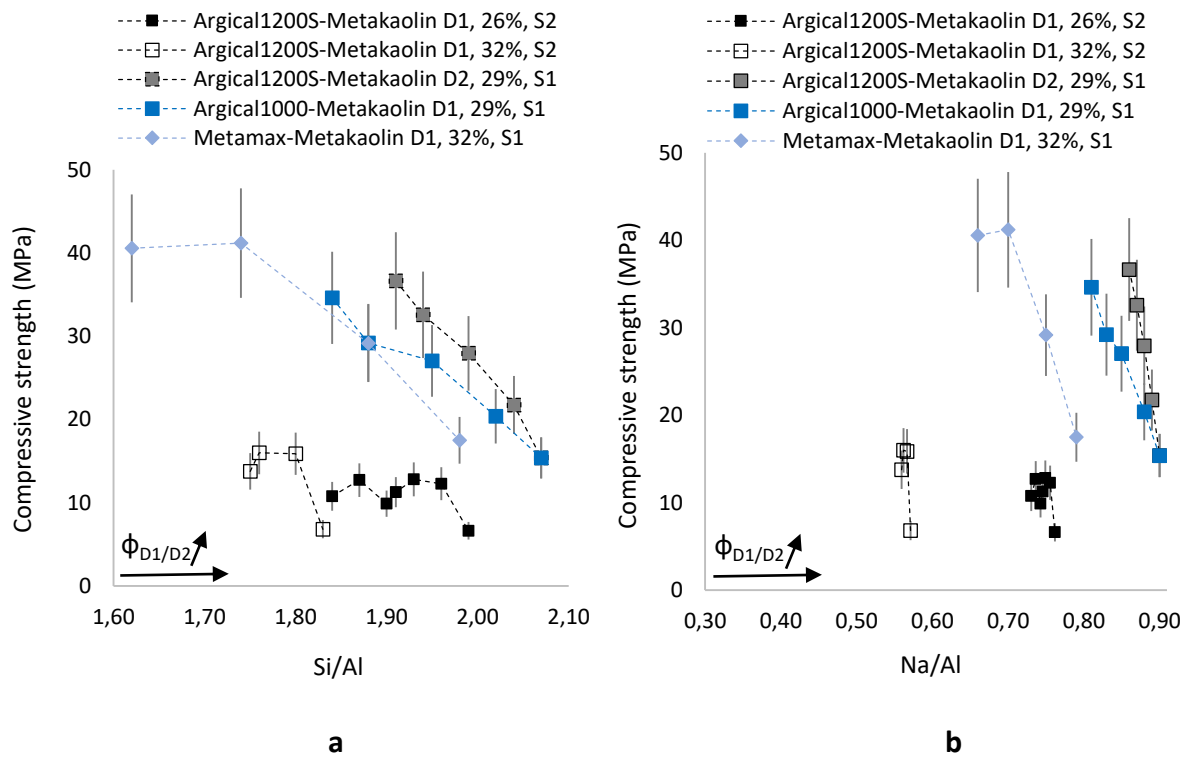 Argical1200S-Metakaolin D1, 26%, S2
Argical1200S-Metakaolin D1, 32%, S2
Argical1200S-Metakaolin D2, 29%, S1
Argical1000-Metakaolin D1, 29%, S1
Metamax-Metakaolin D1, 32%, S1
Compressive strength (MPa)
50
40
30
20
10
0
ϕD1/D2
1,60 1,70 1,80 1,90 2,00 2,10
Si/Al
a
Argical1200S-Metakaolin D1, 26%, S2
Argical1200S-Metakaolin D1, 32%, S2
Argical1200S-Metakaolin D2, 29%, S1
Argical1000-Metakaolin D1, 29%, S1
Metamax-Metakaolin D1, 32%, S1
Compressive strength (MPa)
50
40
30
20
10
0
ϕD1/D2
0,30 0,40 0,50 0,60 0,70 0,80 0,90
Na/Al
b